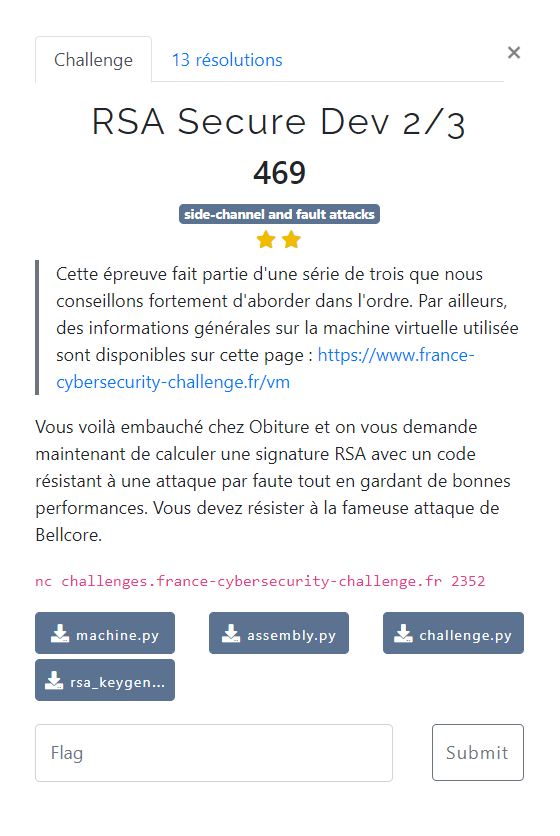 Challenge
13 résolutions
×
RSA Secure Dev 2/3
469
side-channel and fault attacks
Cette épreuve fait partie d'une série de trois que nous
conseillons fortement d'aborder dans l'ordre. Par ailleurs,
des informations générales sur la machine virtuelle utilisée
sont disponibles sur cette page : https://www.france-
cybersecurity-challenge.fr/vm
Vous voilà embauché chez Obiture et on vous demande
maintenant de calculer une signature RSA avec un code
résistant à une attaque par faute tout en gardant de bonnes
performances. Vous devez résister à la fameuse attaque de
Bellcore.
nc challenges.france-cybersecurity-challenge.fr 2352
machine.py
assembly.py
challenge.py
rsa_keygen...
Flag
Submit